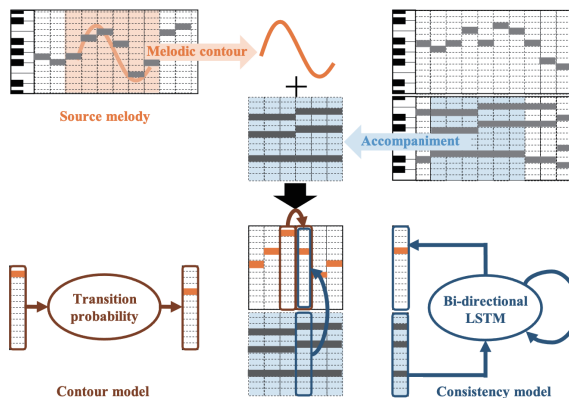 Melodic contour
Source melody
+
Accompaniment
Transition
probability
Bi-directional
LSTM
Contour model
Consistency model